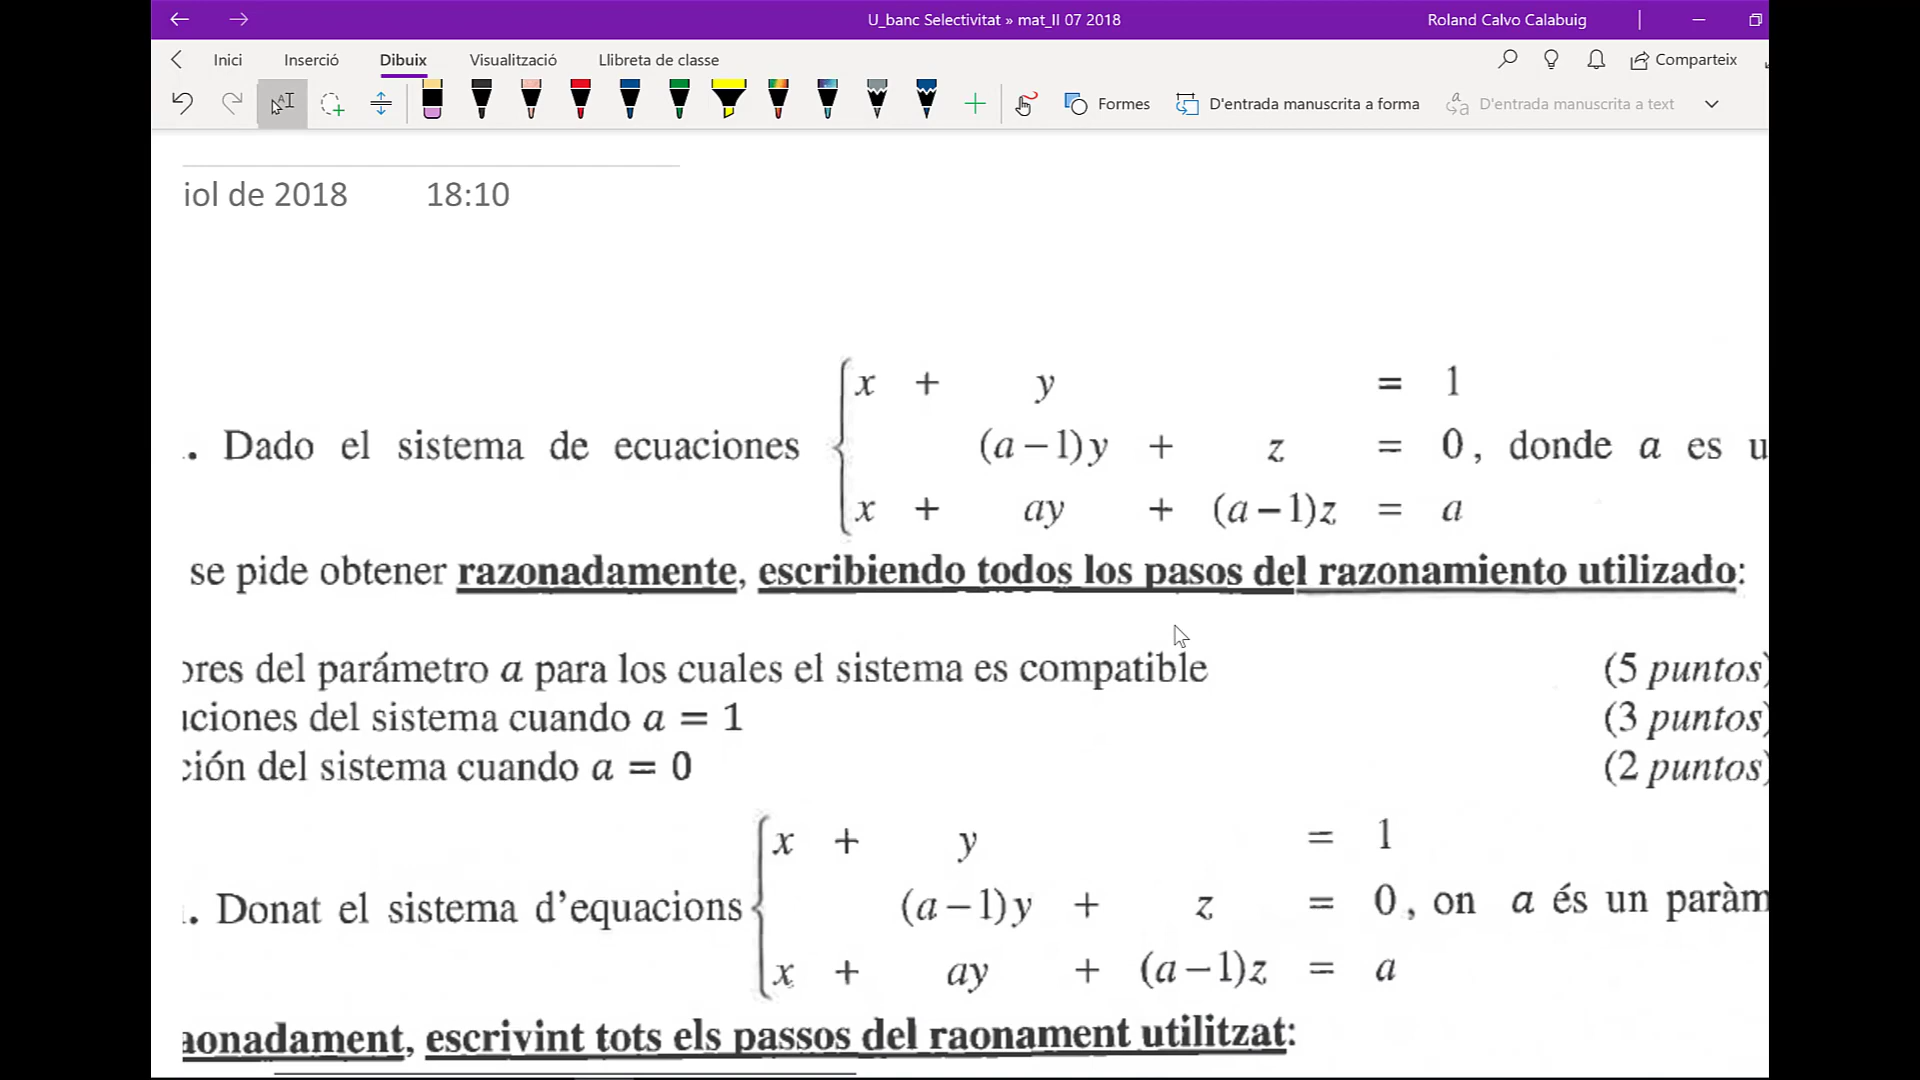 U_banc Selectivitat » mat_II 07 2018 Roland Calvo Calabuig
Inici Inserció Dibuix Visualització Llibreta de classe Comparteix
Formes D'entrada manuscrita a forma D'entrada manuscrita a text
iol de 2018 18:10
x + y = 1
. Dado el sistema de ecuaciones (a−1)y + z = 0, donde a es u
x + ay + (a−1)z = a
se pide obtener razonadamente, escribiendo todos los pasos del razonamiento utilizado:
ores del parámetro a para los cuales el sistema es compatible (5 puntos)
uciones del sistema cuando a = 1 (3 puntos)
ción del sistema cuando a = 0 (2 puntos)
x + y = 1
. Donat el sistema d'equacions (a−1)y + z = 0, on a és un paràm
x + ay + (a−1)z = a
aonadament, escrivint tots els passos del raonament utilitzat: